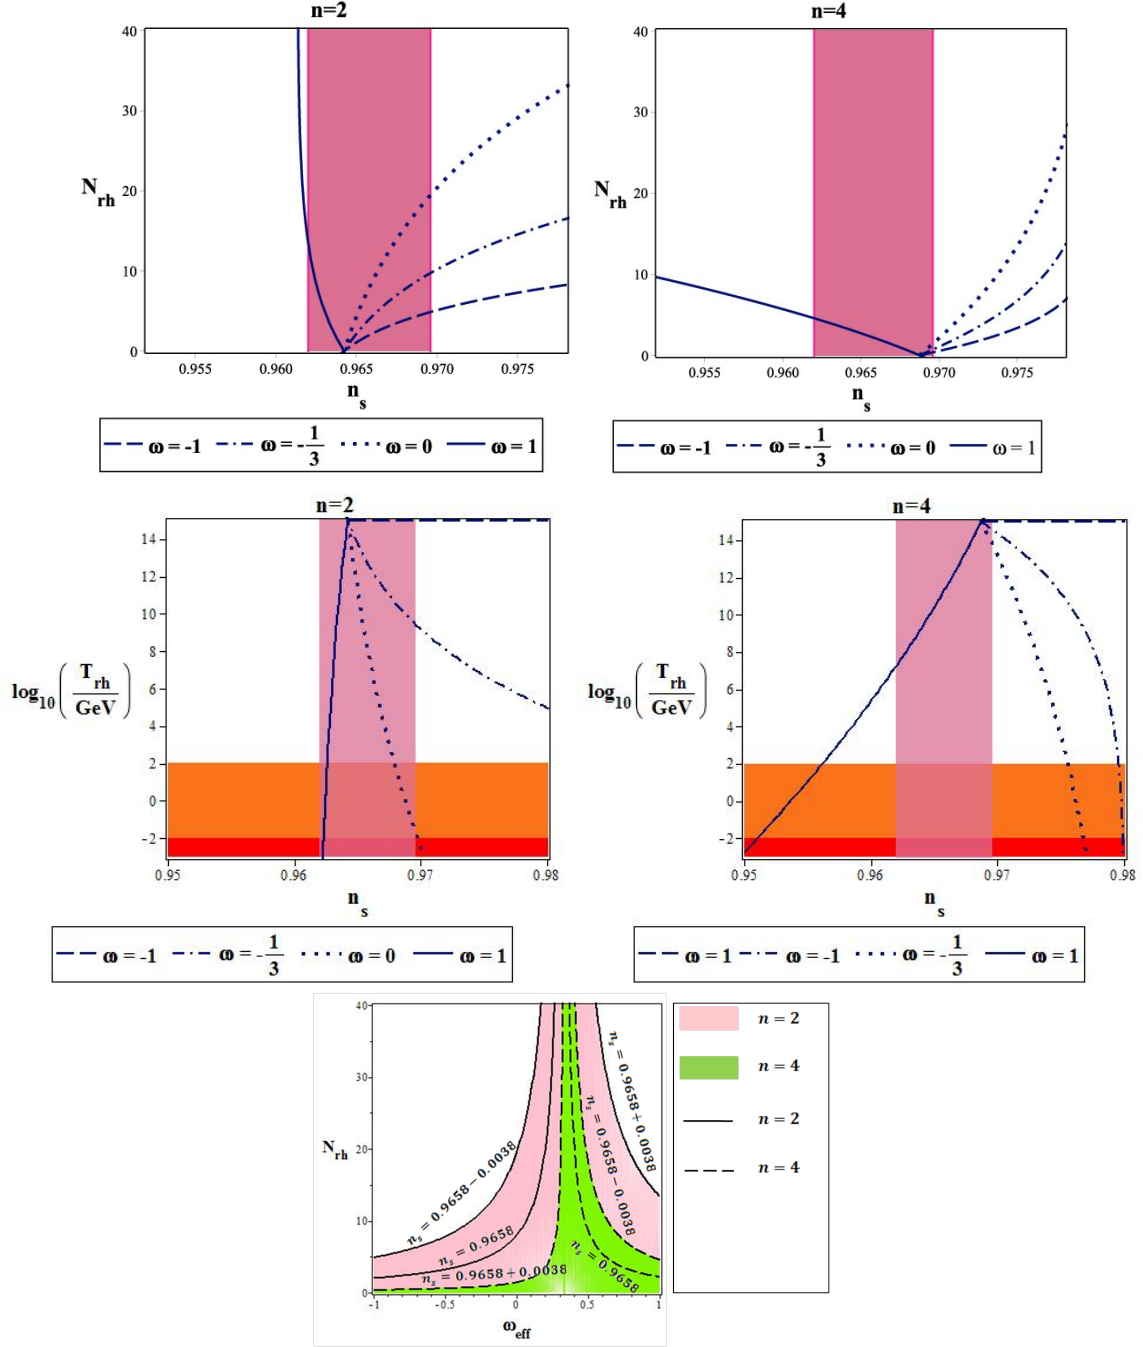 n=2
n=4
40
30
20
10
0
N_rh
0.955 0.960 0.965 0.970 0.975
n_s
40
30
20
10
0
N_rh
0.955 0.960 0.965 0.970 0.975
n_s
ω = -1 ω = -1/3 ω = 0 ω = 1
ω = -1 ω = -1/3 ω = 0 ω = 1
n=2
n=4
14
12
10
8
6
4
2
0
-2
log10(T_rh/GeV)
0.95 0.96 0.97 0.98
n_s
14
12
10
8
6
4
2
0
-2
log10(T_rh/GeV)
0.95 0.96 0.97 0.98
n_s
ω = -1 ω = -1/3 ω = 0 ω = 1
ω = 1 ω = -1 ω = -1/3 ω = 1
40
30
20
10
0
N_rh
n_s = 0.9658 - 0.0038
n_s = 0.9658
n_s = 0.9658 + 0.0038
n_s = 0.9658 + 0.0038
n_s = 0.9658 - 0.0038
n_s = 0.9658
-1 -0.5 0 0.5 1
ω_eff
n = 2
n = 4
n = 2
n = 4